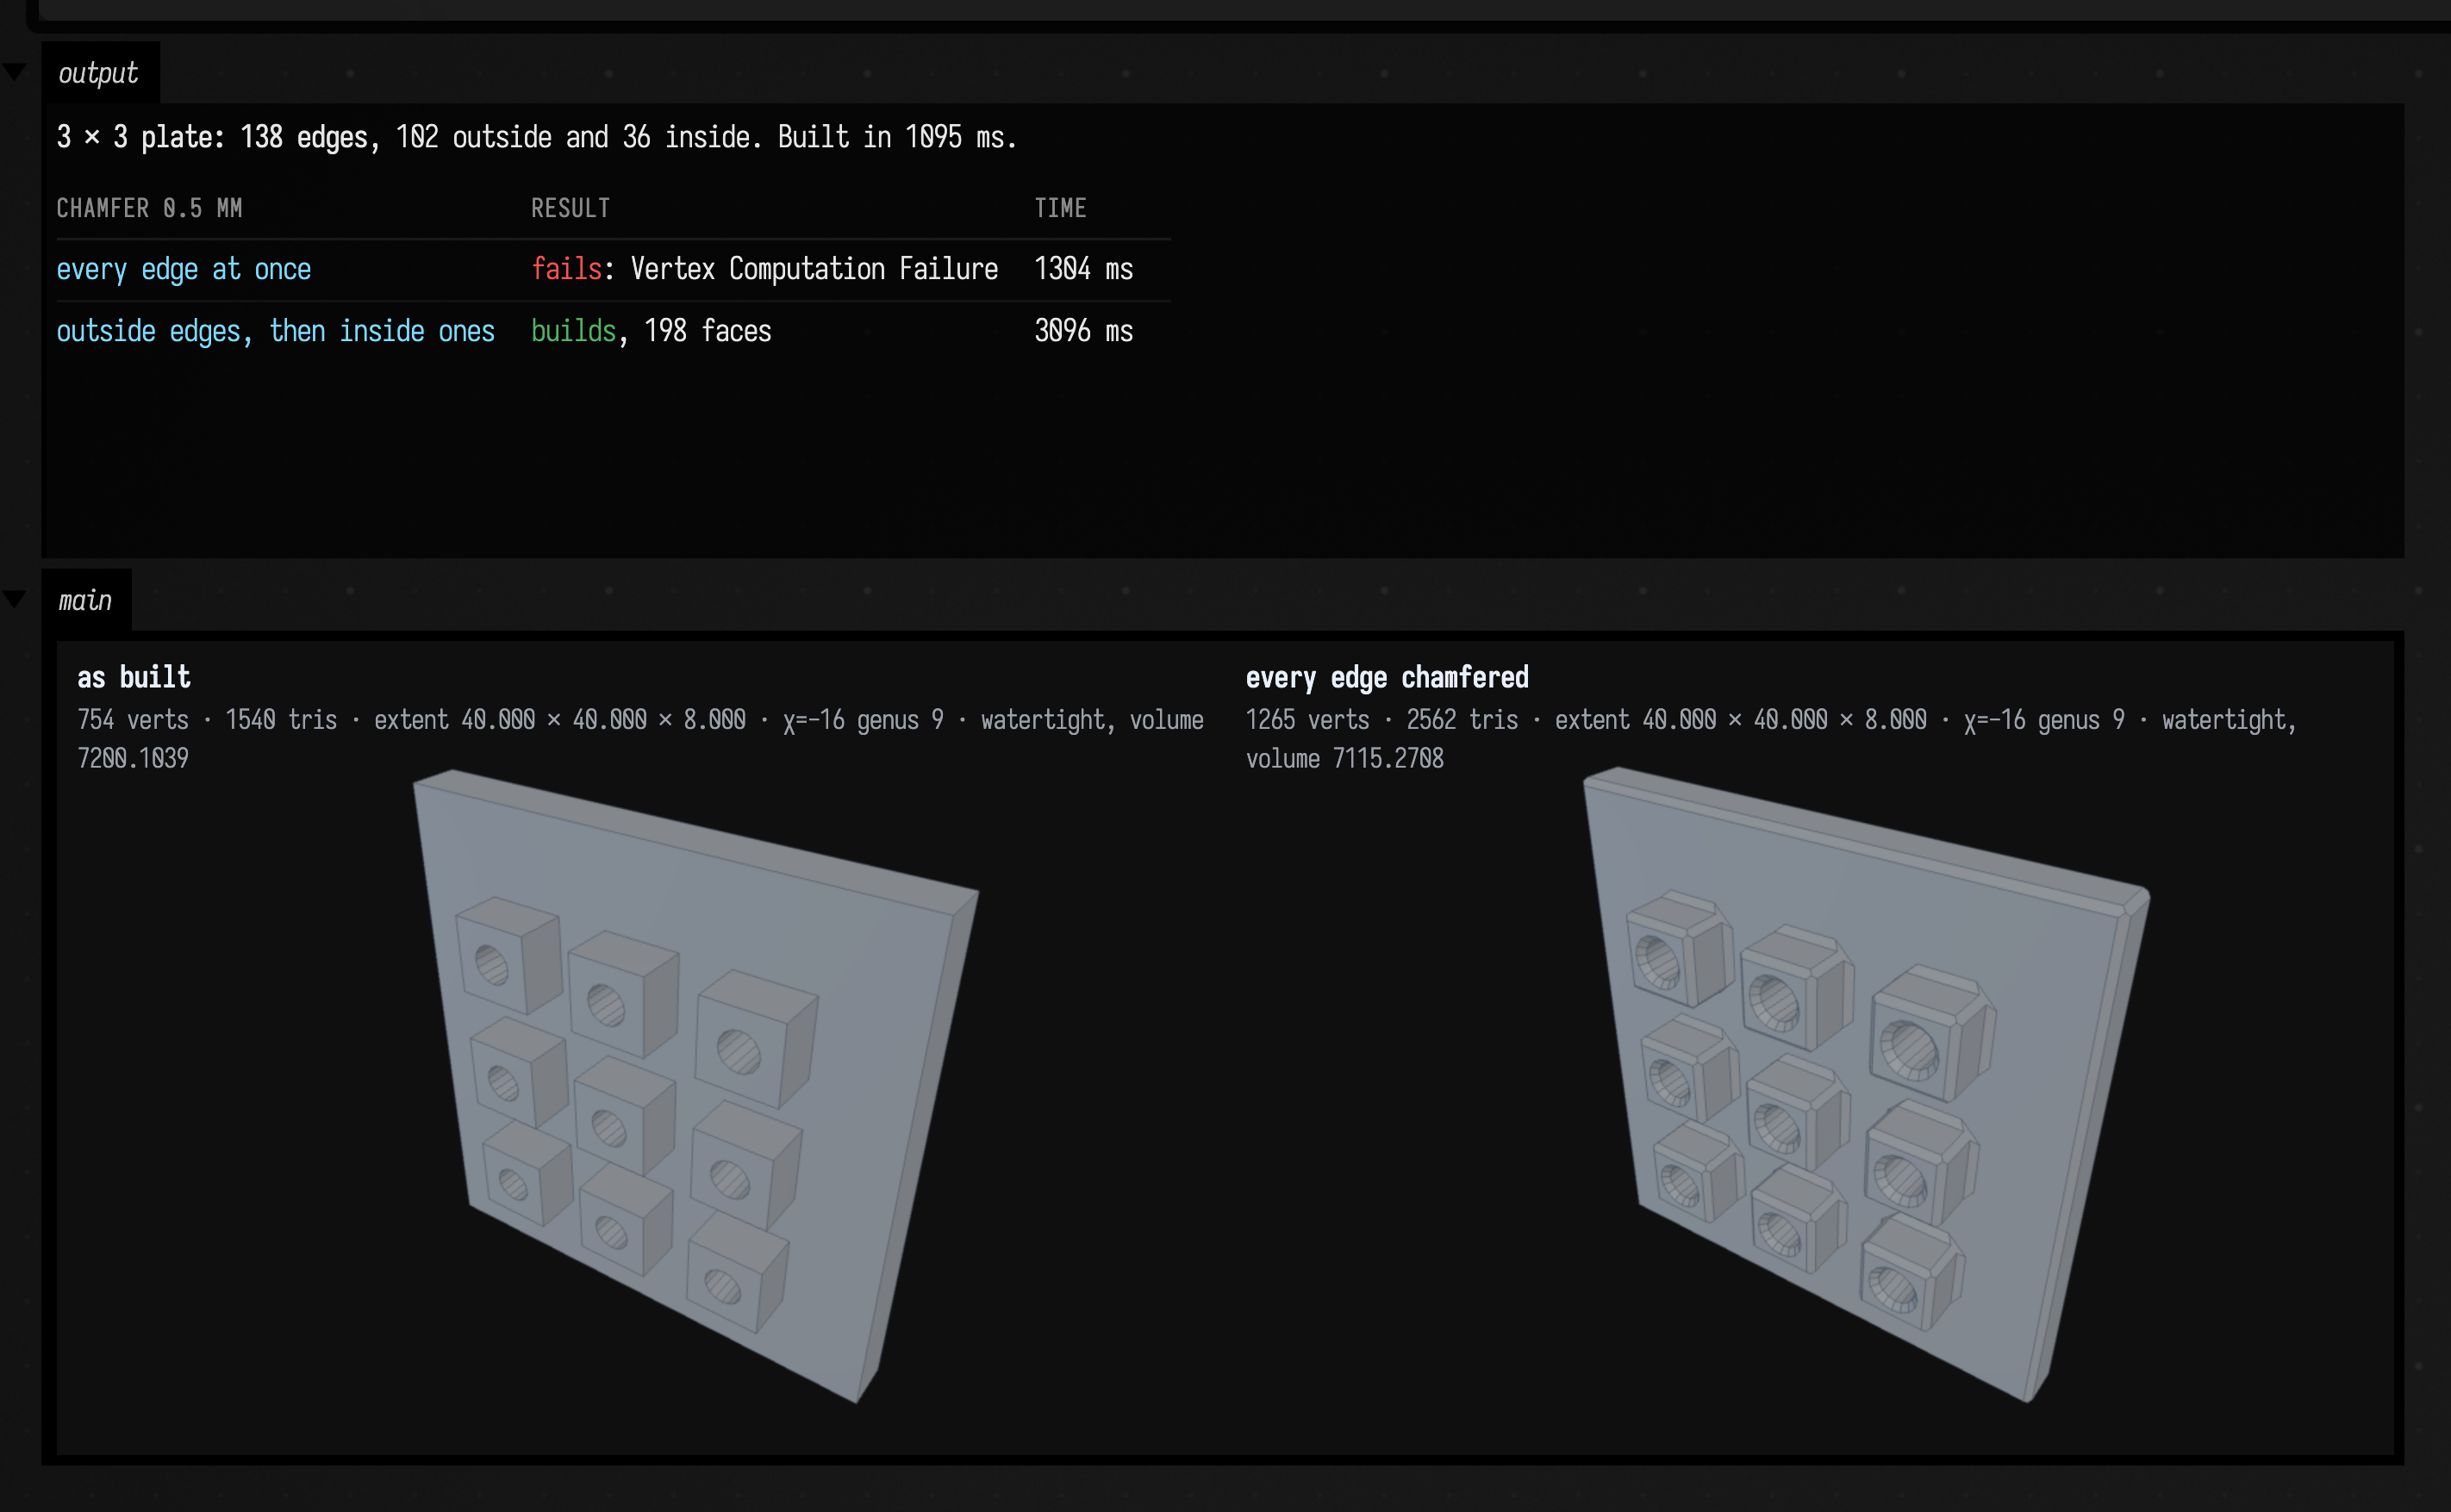 output
3 × 3 plate: 138 edges, 102 outside and 36 inside. Built in 1095 ms.
CHAMFER 0.5 MM RESULT TIME
every edge at once fails: Vertex Computation Failure 1304 ms
outside edges, then inside ones builds, 198 faces 3096 ms
main
as built
754 verts · 1540 tris · extent 40.000 × 40.000 × 8.000 · χ=−16 genus 9 · watertight, volume
7200.1039
every edge chamfered
1265 verts · 2562 tris · extent 40.000 × 40.000 × 8.000 · χ=−16 genus 9 · watertight,
volume 7115.2708